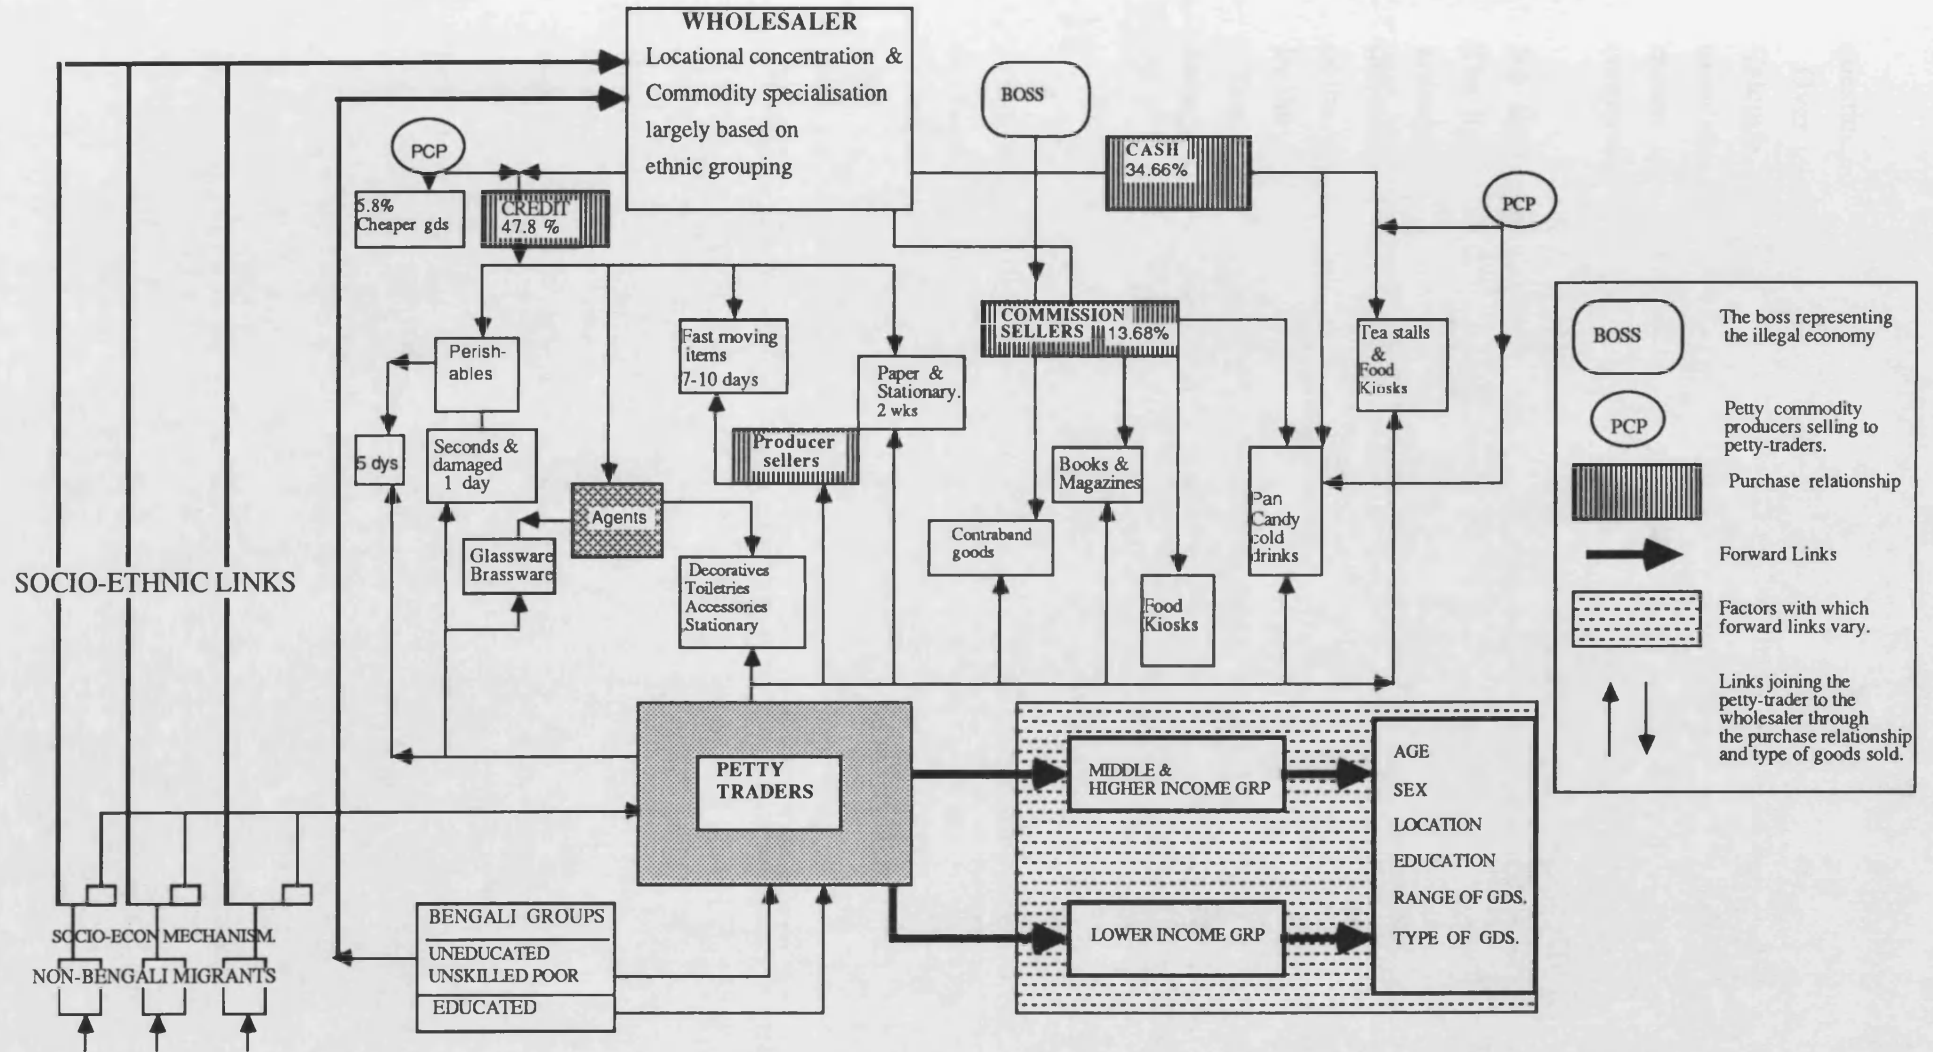 WHOLESALER
Locational concentration &
Commodity specialisation
largely based on
ethnic grouping
BOSS
PCP
5.8%
Cheaper gds
CREDIT
47.8 %
CASH
34.66%
PCP
COMMISSION
SELLERS 13.68%
Perish-
ables
Fast moving
items
7-10 days
Paper &
Stationary.
2 wks
Tea stalls
&
Food
Kiosks
5 dys
Seconds &
damaged
1 day
Producer
sellers
Agents
Books &
Magazines
Pan
Candy
cold
drinks
Glassware
Brassware
Decoratives
Toiletries
Accessories
Stationary
Contraband
goods
Food
Kiosks
SOCIO-ETHNIC LINKS
PETTY
TRADERS
MIDDLE &
HIGHER INCOME GRP
LOWER INCOME GRP
AGE
SEX
LOCATION
EDUCATION
RANGE OF GDS.
TYPE OF GDS.
BENGALI GROUPS
UNEDUCATED
UNSKILLED POOR
EDUCATED
SOCIO-ECON MECHANISM.
NON-BENGALI MIGRANTS
BOSS
The boss representing
the illegal economy
PCP
Petty commodity
producers selling to
petty-traders.
Purchase relationship
Forward Links
Factors with which
forward links vary.
Links joining the
petty-trader to the
wholesaler through
the purchase relationship
and type of goods sold.